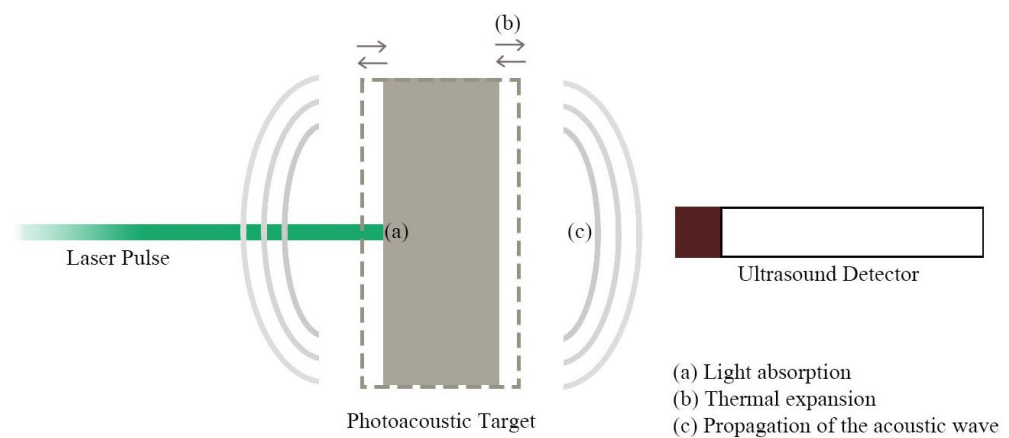 (b)
(a)
(c)
Laser Pulse
Ultrasound Detector
Photoacoustic Target
(a) Light absorption
(b) Thermal expansion
(c) Propagation of the acoustic wave